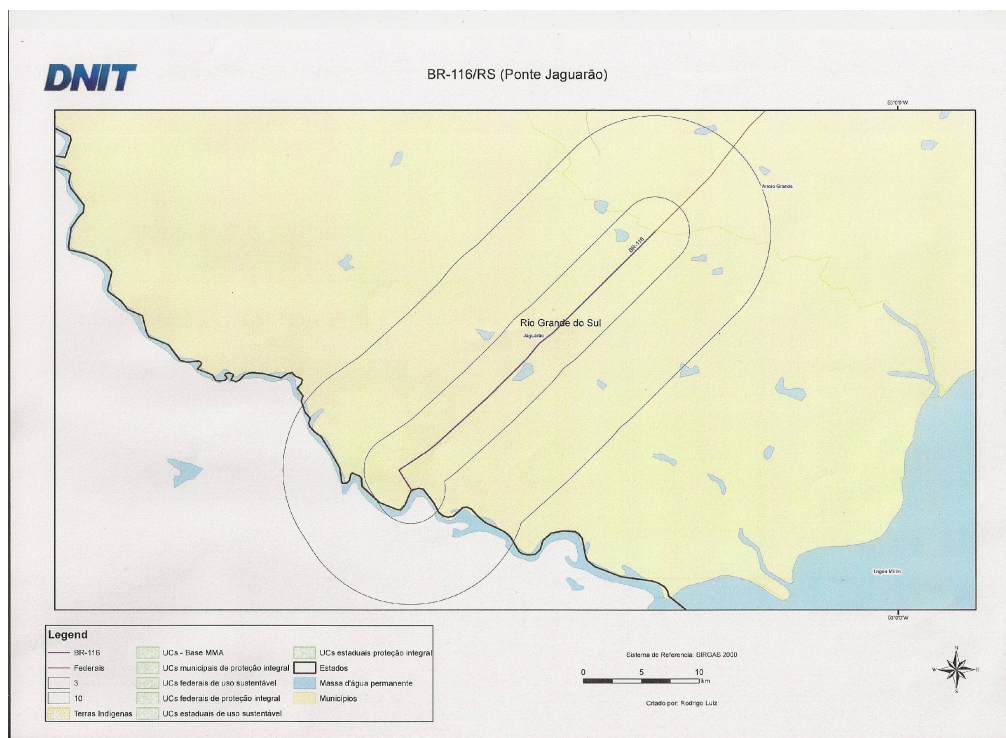 DNIT
BR-116/RS (Ponte Jaguarão)
53°0'0"W
Arroio Grande
BR-116
Rio Grande do Sul
Jaguarão
Lagoa Mirim
53°0'0"W
Legend
BR-116
Federais
3
10
Terras Indígenas
UCs - Base MMA
UCs municipais de proteção integral
UCs federais de uso sustentável
UCs federais de proteção integral
UCs estaduais de uso sustentável
UCs estaduais proteção integral
Estados
Massa d'água permanente
Municípios
Sistema de Referencia: SIRGAS 2000
0 5 10
km
Criado por: Rodrigo Luiz
N
W E
S